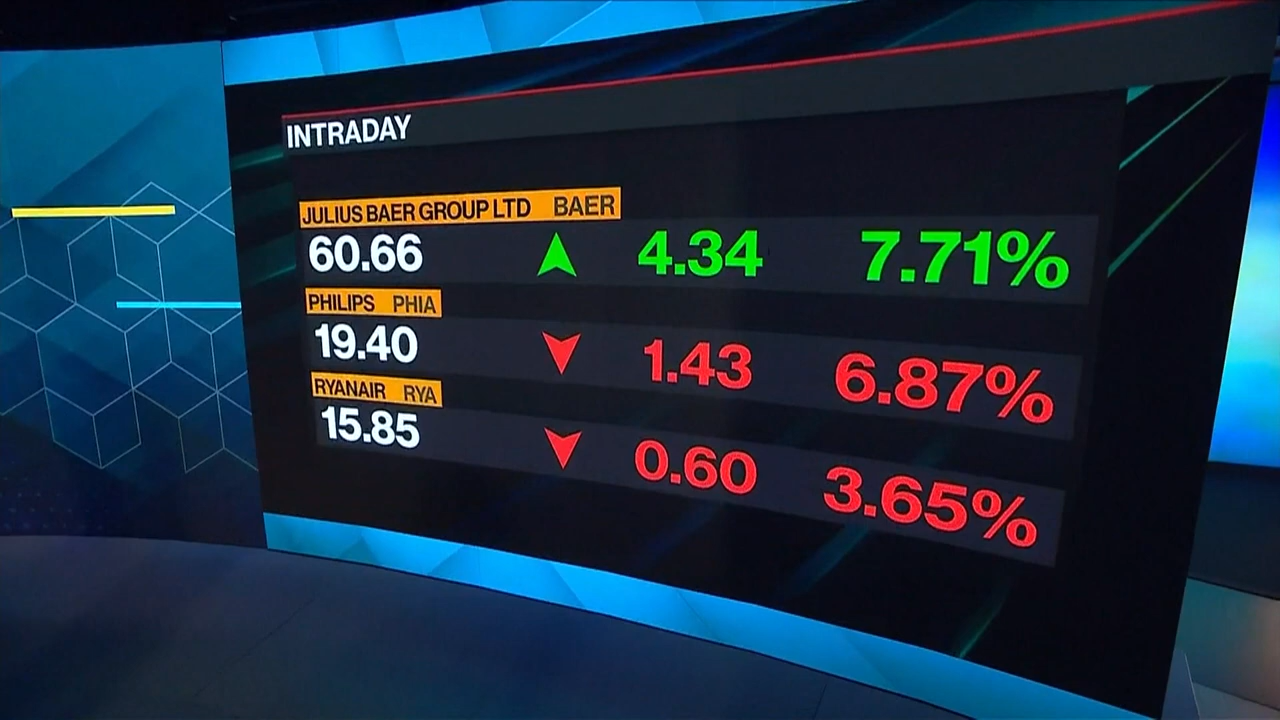 INTRADAY
JULIUS BAER GROUP LTD BAER
60.66 4.34 7.71%
PHILIPS PHIA
19.40 1.43 6.87%
RYANAIR RYA
15.85 0.60 3.65%